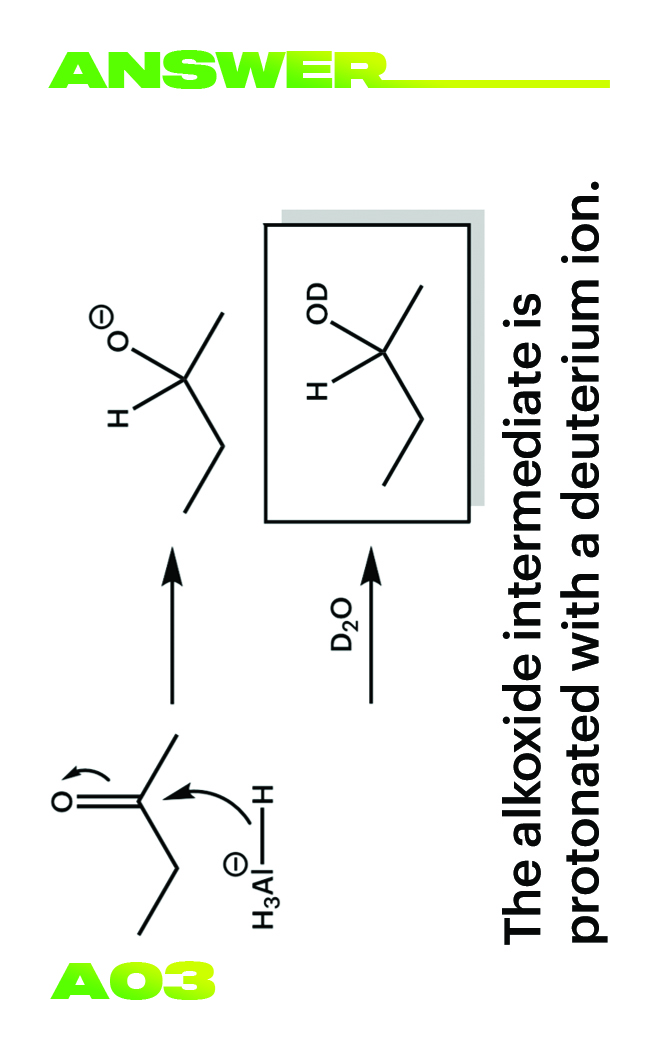 ANSWER
O
H₃Al
⊖
H
H
O
⊖
D₂O
H
OD
The alkoxide intermediate is
protonated with a deuterium ion.
A03